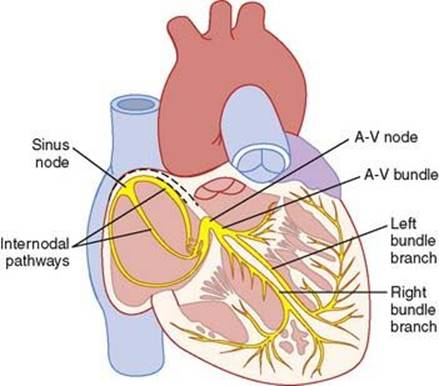 Sinus
node
Internodal
pathways
A-V node
A-V bundle
Left
bundle
branch
Right
bundle
branch